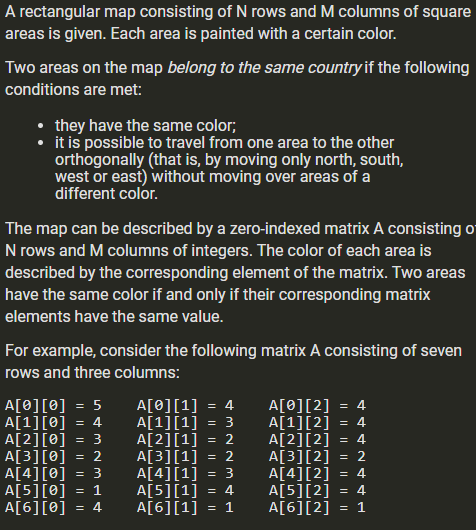 A rectangular map consisting of N rows and M columns of square
areas is given. Each area is painted with a certain color.
Two areas on the map belong to the same country if the following
conditions are met:
• they have the same color;
• it is possible to travel from one area to the other
orthogonally (that is, by moving only north, south,
west or east) without moving over areas of a
different color.
The map can be described by a zero-indexed matrix A consisting o
N rows and M columns of integers. The color of each area is
described by the corresponding element of the matrix. Two areas
have the same color if and only if their corresponding matrix
elements have the same value.
For example, consider the following matrix A consisting of seven
rows and three columns:
A[0][0] = 5 A[0][1] = 4 A[0][2] = 4
A[1][0] = 4 A[1][1] = 3 A[1][2] = 4
A[2][0] = 3 A[2][1] = 2 A[2][2] = 4
A[3][0] = 2 A[3][1] = 2 A[3][2] = 2
A[4][0] = 3 A[4][1] = 3 A[4][2] = 4
A[5][0] = 1 A[5][1] = 4 A[5][2] = 4
A[6][0] = 4 A[6][1] = 1 A[6][2] = 1